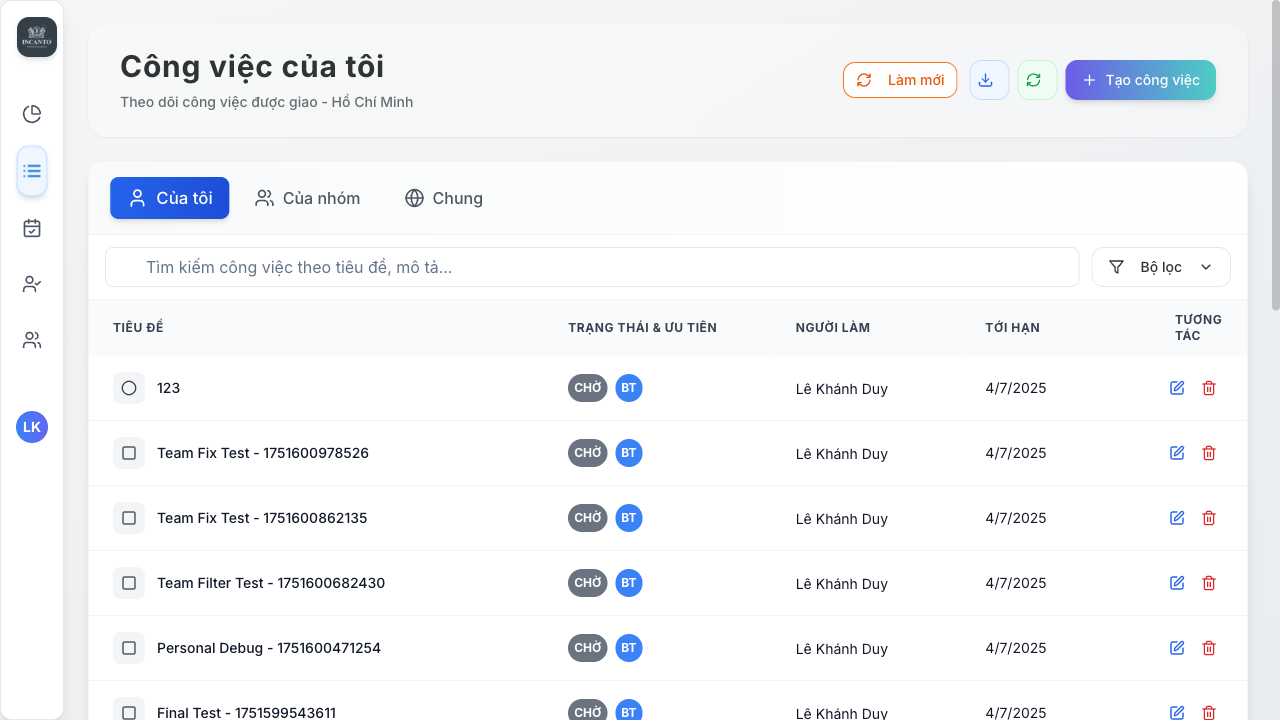 INCANTO
Công việc của tôi
Theo dõi công việc được giao - Hồ Chí Minh
Làm mới
Tạo công việc
Của tôi
Của nhóm
Chung
Tìm kiếm công việc theo tiêu đề, mô tả...
Bộ lọc
TIÊU ĐỀ
TRẠNG THÁI & ƯU TIÊN
NGƯỜI LÀM
TỚI HẠN
TƯƠNG
TÁC
123
CHỜ
BT
Lê Khánh Duy
4/7/2025
Team Fix Test - 1751600978526
CHỜ
BT
Lê Khánh Duy
4/7/2025
Team Fix Test - 1751600862135
CHỜ
BT
Lê Khánh Duy
4/7/2025
Team Filter Test - 1751600682430
CHỜ
BT
Lê Khánh Duy
4/7/2025
Personal Debug - 1751600471254
CHỜ
BT
Lê Khánh Duy
4/7/2025
Final Test - 1751599543611
CHỜ
BT
Lê Khánh Duy
4/7/2025
LK